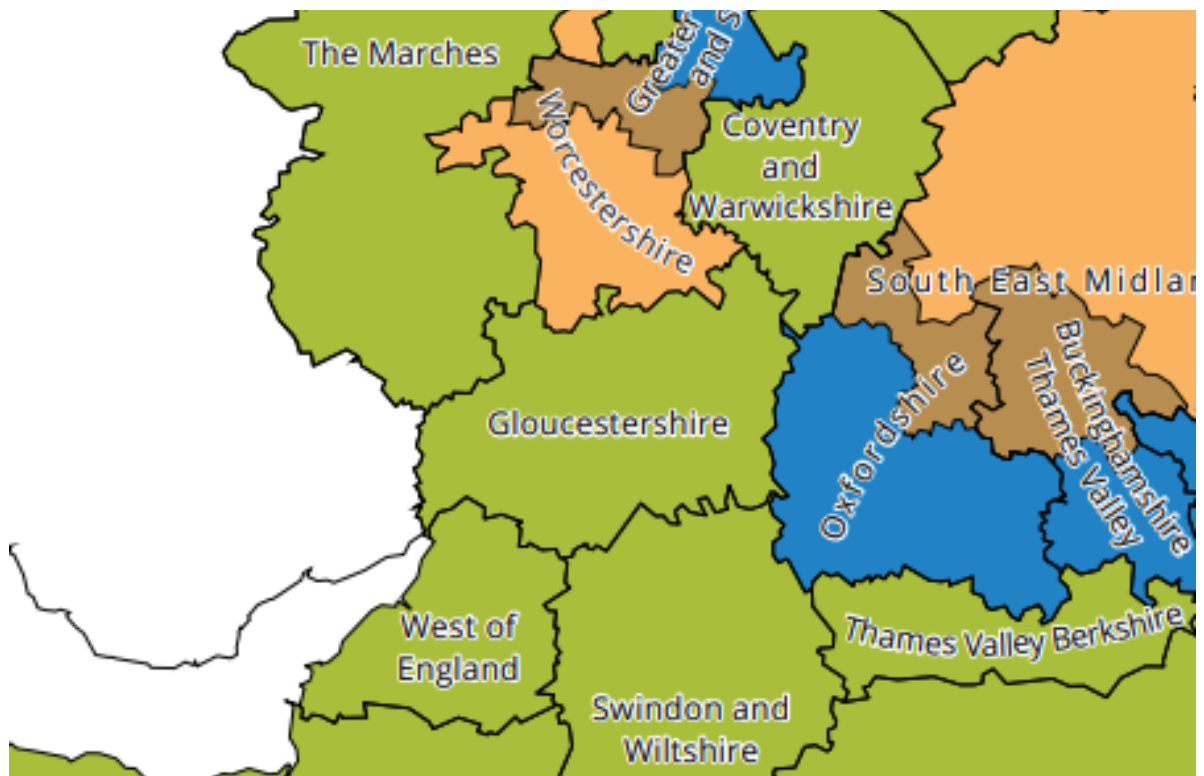 The Marches
Greater
and
Worcestershire
Coventry
and
Warwickshire
South East
Gloucestershire
Oxfordshire
Buckinghamshire
Thames Valley
West of
England
Thames Valley Berkshire
Swindon and
Wiltshire